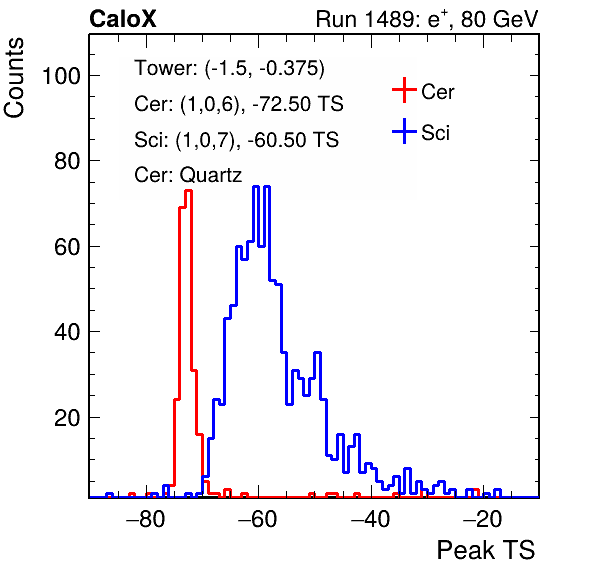 CaloX Run 1489: e⁺, 80 GeV
Counts
Tower: (-1.5, -0.375)
Cer: (1,0,6), -72.50 TS
Sci: (1,0,7), -60.50 TS
Cer: Quartz
Cer
Sci
100
80
60
40
20
−80 −60 −40 −20
Peak TS